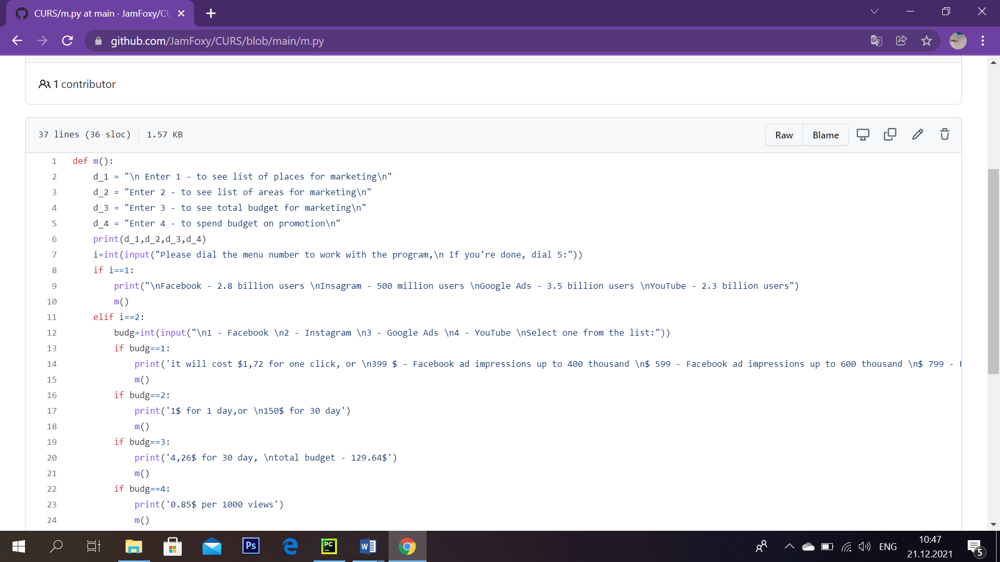 CURS/m.py at main · JamFoxy/CU
github.com/JamFoxy/CURS/blob/main/m.py
1 contributor
37 lines (36 sloc) 1.57 KB
Raw Blame
1 def m():
2 d_1 = "\n Enter 1 - to see list of places for marketing\n"
3 d_2 = "Enter 2 - to see list of areas for marketing\n"
4 d_3 = "Enter 3 - to see total budget for marketing\n"
5 d_4 = "Enter 4 - to spend budget on promotion\n"
6 print(d_1,d_2,d_3,d_4)
7 i=int(input("Please dial the menu number to work with the program,\n If you're done, dial 5:"))
8 if i==1:
9 print("\nFacebook - 2.8 billion users \nInsagram - 500 million users \nGoogle Ads - 3.5 billion users \nYouTube - 2.3 billion users")
10 m()
11 elif i==2:
12 budg=int(input("\n1 - Facebook \n2 - Instagram \n3 - Google Ads \n4 - YouTube \nSelect one from the list:"))
13 if budg==1:
14 print('it will cost $1,72 for one click, or \n399 $ - Facebook ad impressions up to 400 thousand \n$ 599 - Facebook ad impressions up to 600 thousand \n$ 799 -
15 m()
16 if budg==2:
17 print('1$ for 1 day,or \n150$ for 30 day')
18 m()
19 if budg==3:
20 print('4,26$ for 30 day, \ntotal budget - 129.64$')
21 m()
22 if budg==4:
23 print('0.85$ per 1000 views')
24 m()
Ps
PC
W
ENG
10:47
21.12.2021
5